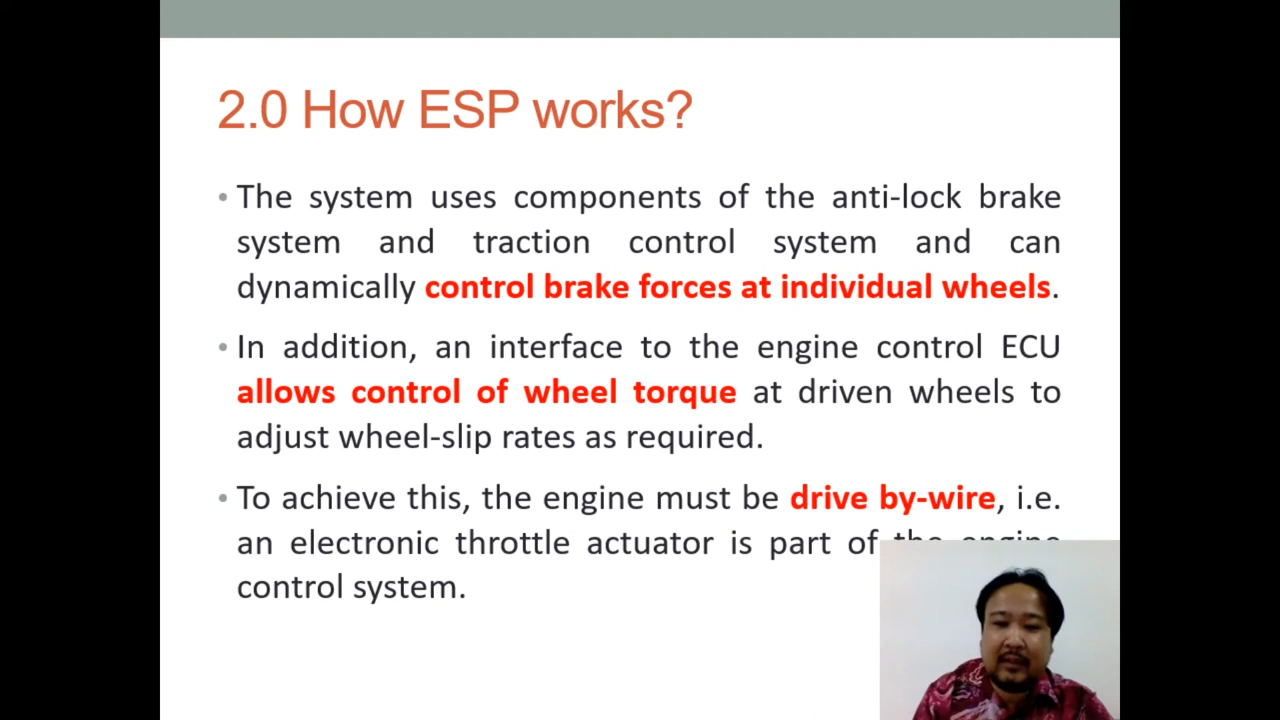 2.0 How ESP works?
• The system uses components of the anti-lock brake
system and traction control system and can
dynamically control brake forces at individual wheels.
• In addition, an interface to the engine control ECU
allows control of wheel torque at driven wheels to
adjust wheel-slip rates as required.
• To achieve this, the engine must be drive by-wire, i.e.
an electronic throttle actuator is part of the engine
control system.